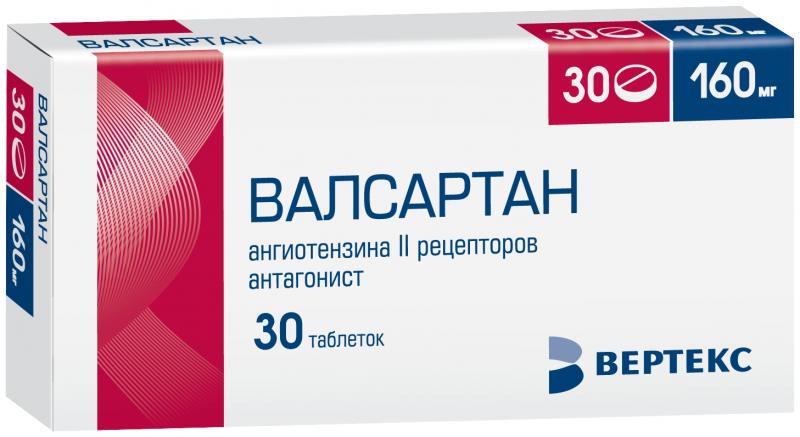 ВАЛСАРТАН
30 160 мг
30 160 мг
ВАЛСАРТАН
ангиотензина II рецепторов
антагонист
30 таблеток
ВЕРТЕКС
ВАЛСАРТАН
30 160 мг